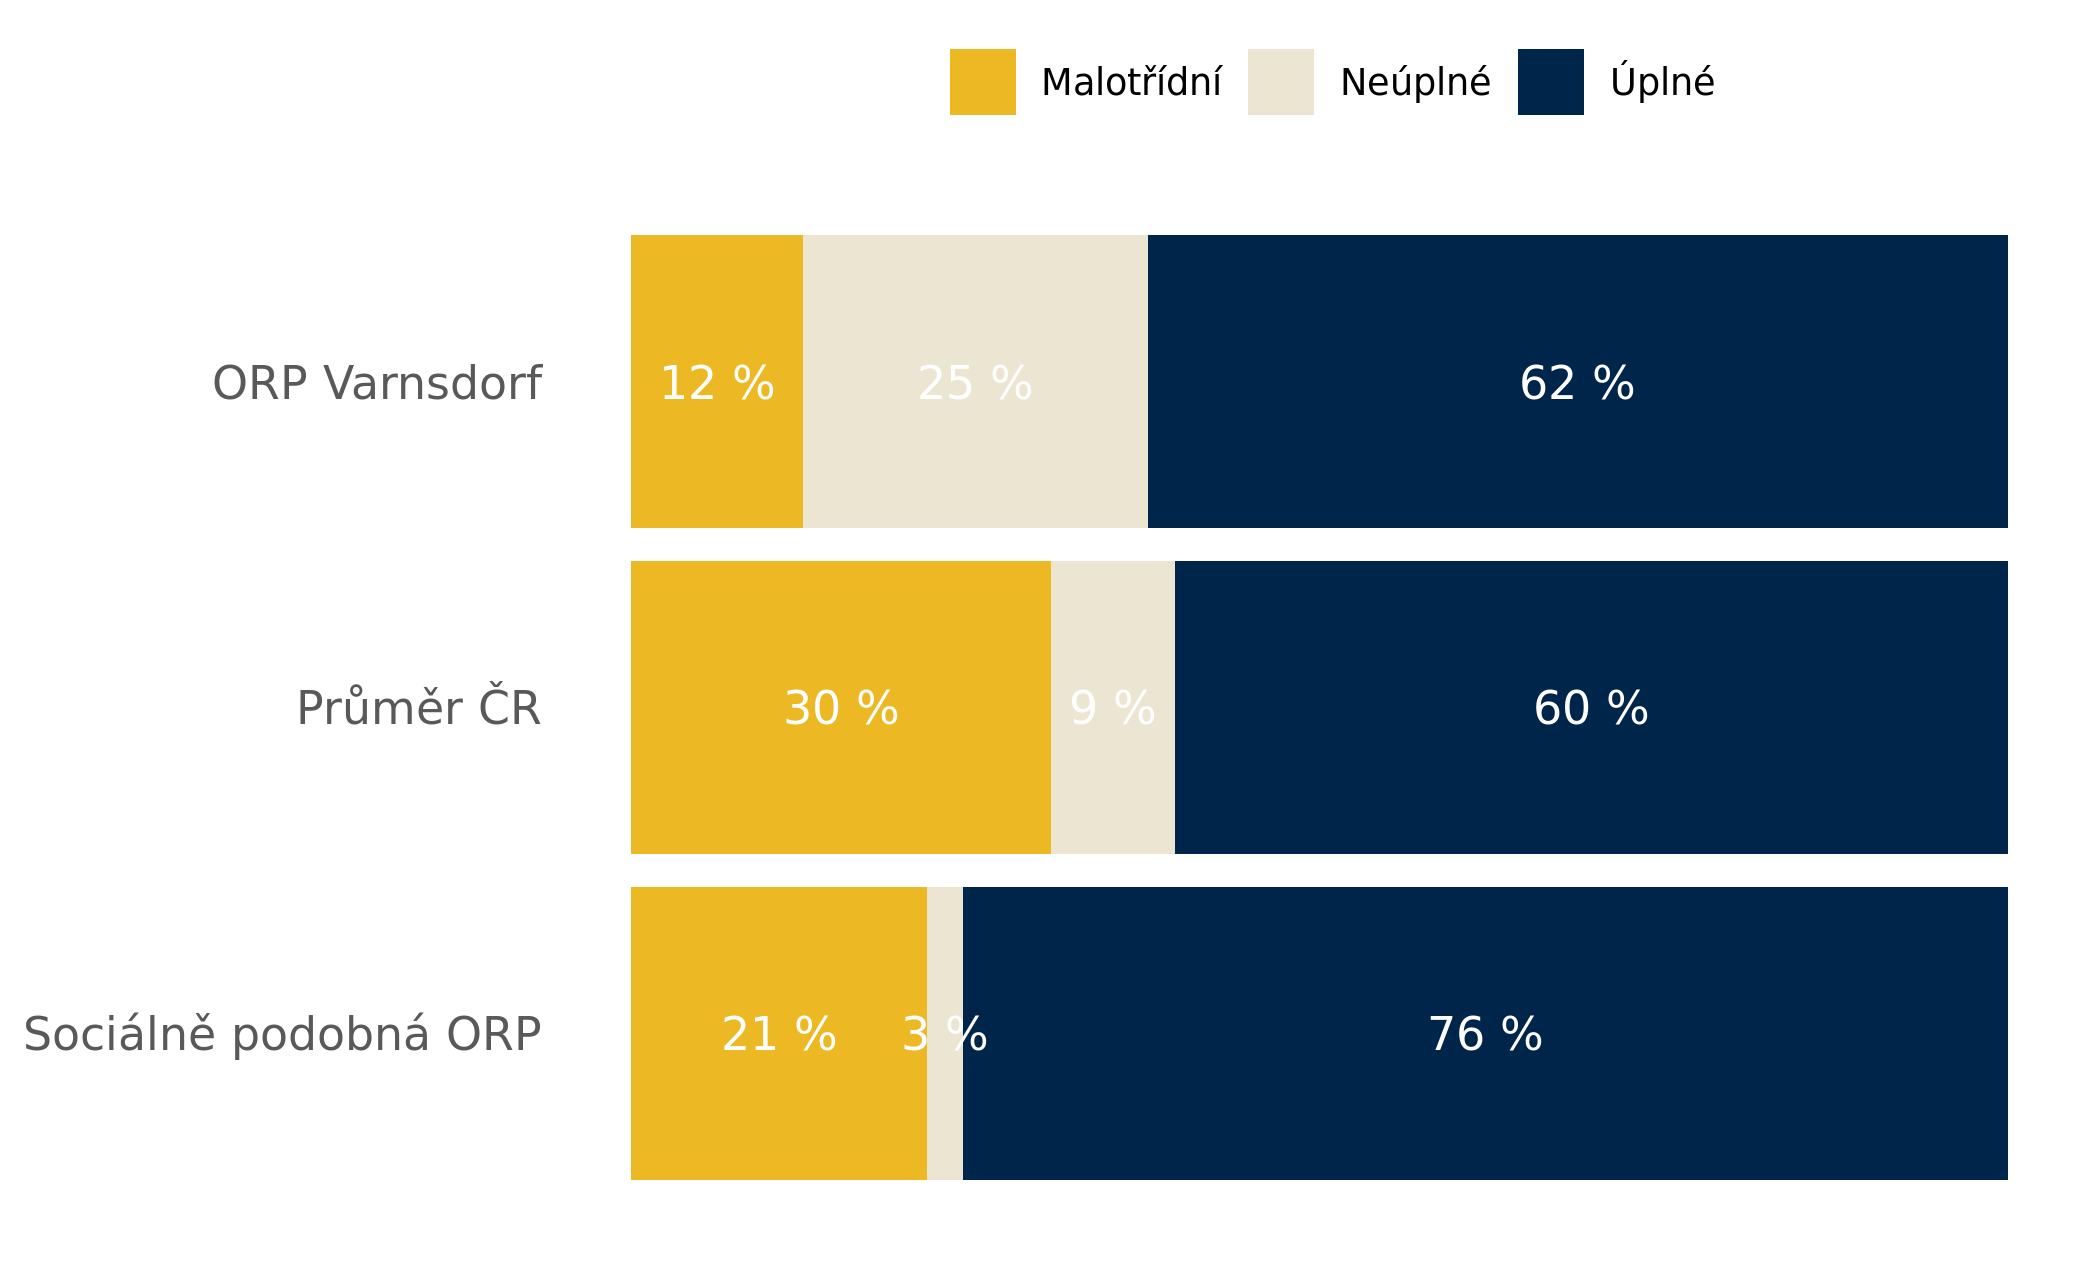 Malotřídní Neúplné Úplné
ORP Varnsdorf 12 % 25 % 62 %
Průměr ČR 30 % 9 % 60 %
Sociálně podobná ORP 21 % 3 % 76 %